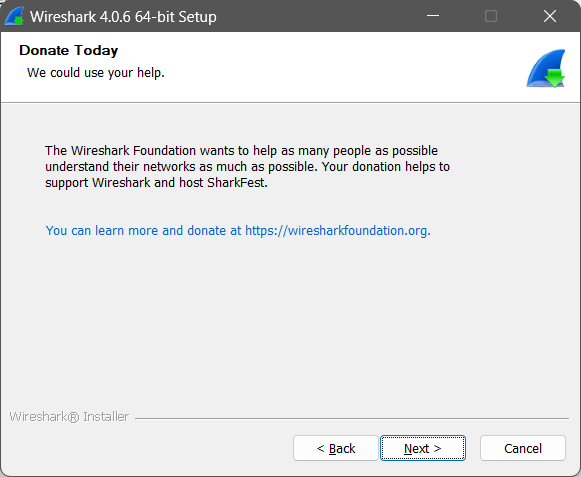 Wireshark 4.0.6 64-bit Setup
Donate Today
We could use your help.
The Wireshark Foundation wants to help as many people as possible
understand their networks as much as possible. Your donation helps to
support Wireshark and host SharkFest.
You can learn more and donate at https://wiresharkfoundation.org.
Wireshark® Installer
< Back
Next >
Cancel